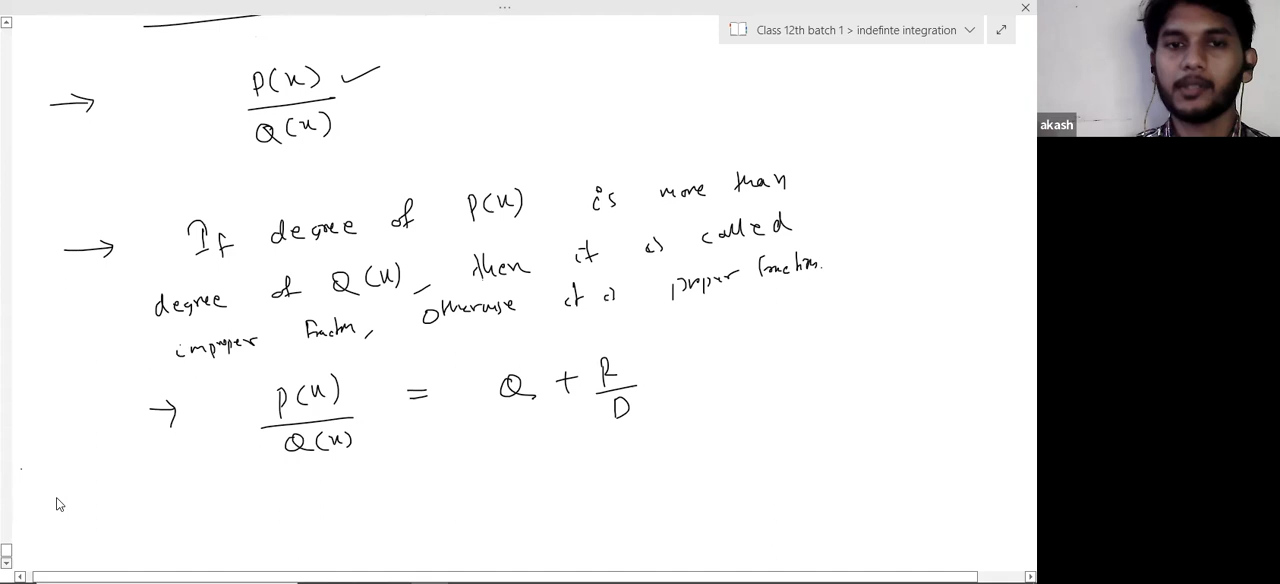 Class 12th batch 1 > indefinte integration
akash
→ P(x) ✓
Q(x)
→ If degree of P(x) is more than
degree of Q(x), then it is called
improper Fractn, otherwise it is proper fraction.
→ P(x) = Q + R
Q(x) D